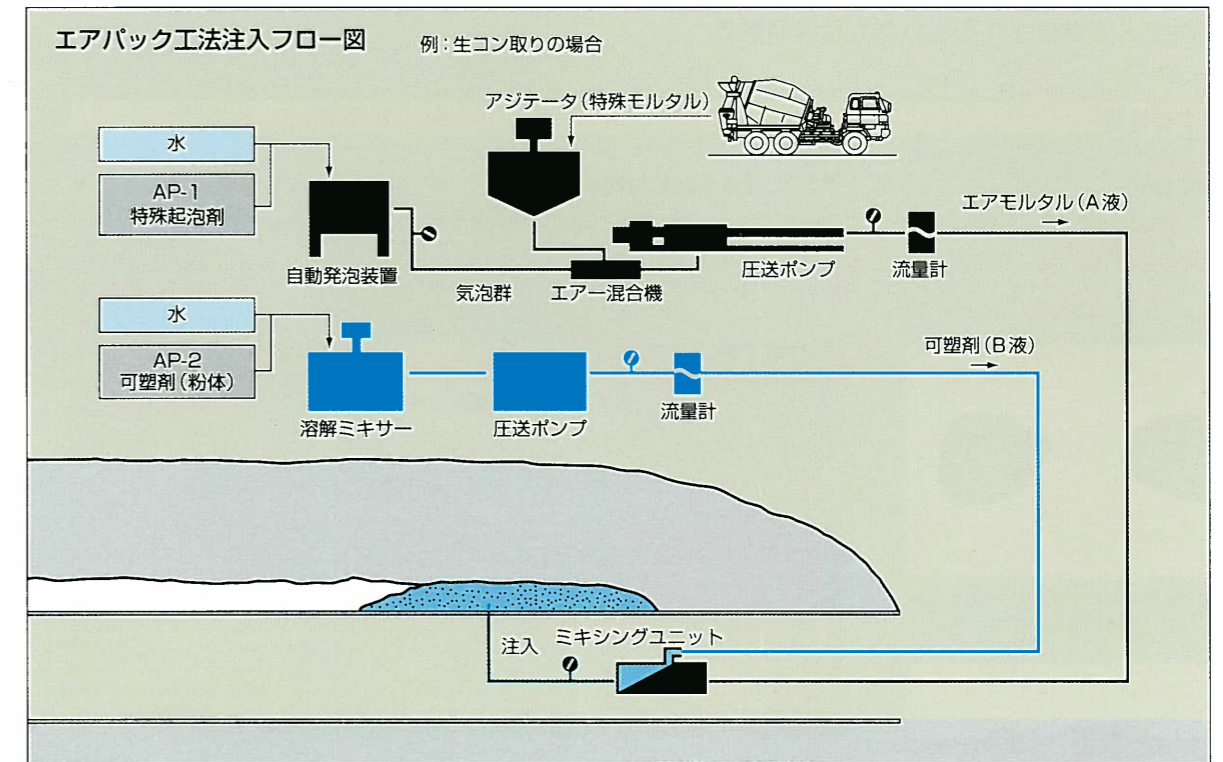 エアパック工法注入フロー図
例：生コン取りの場合
アジテータ（特殊モルタル）
水
AP-1
特殊起泡剤
エアモルタル（A液）
自動発泡装置
気泡群
エアー混合機
圧送ポンプ
流量計
水
AP-2
可塑剤（粉体）
可塑剤（B液）
溶解ミキサー
圧送ポンプ
流量計
注入
ミキシングユニット